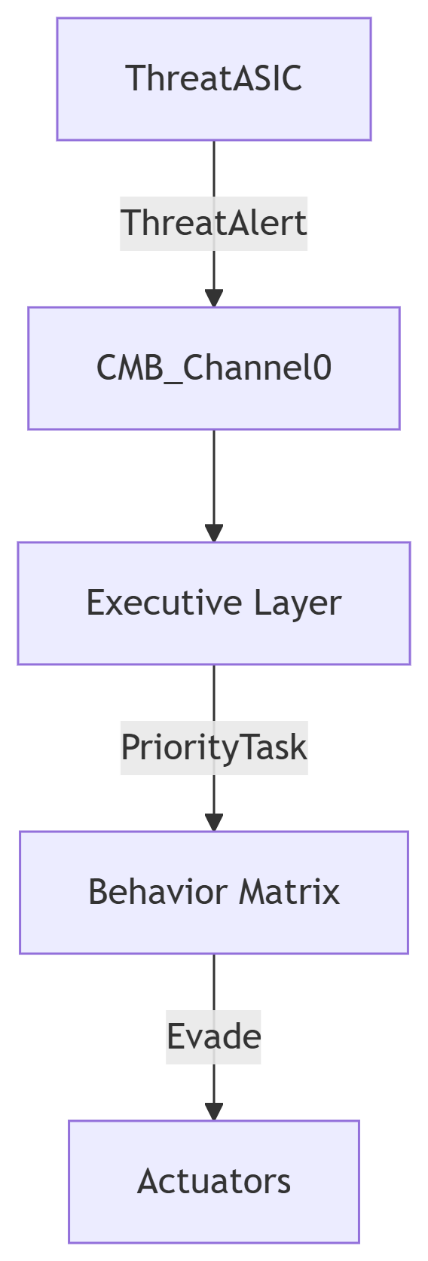 ThreatASIC
ThreatAlert
CMB_Channel0
Executive Layer
PriorityTask
Behavior Matrix
Evade
Actuators